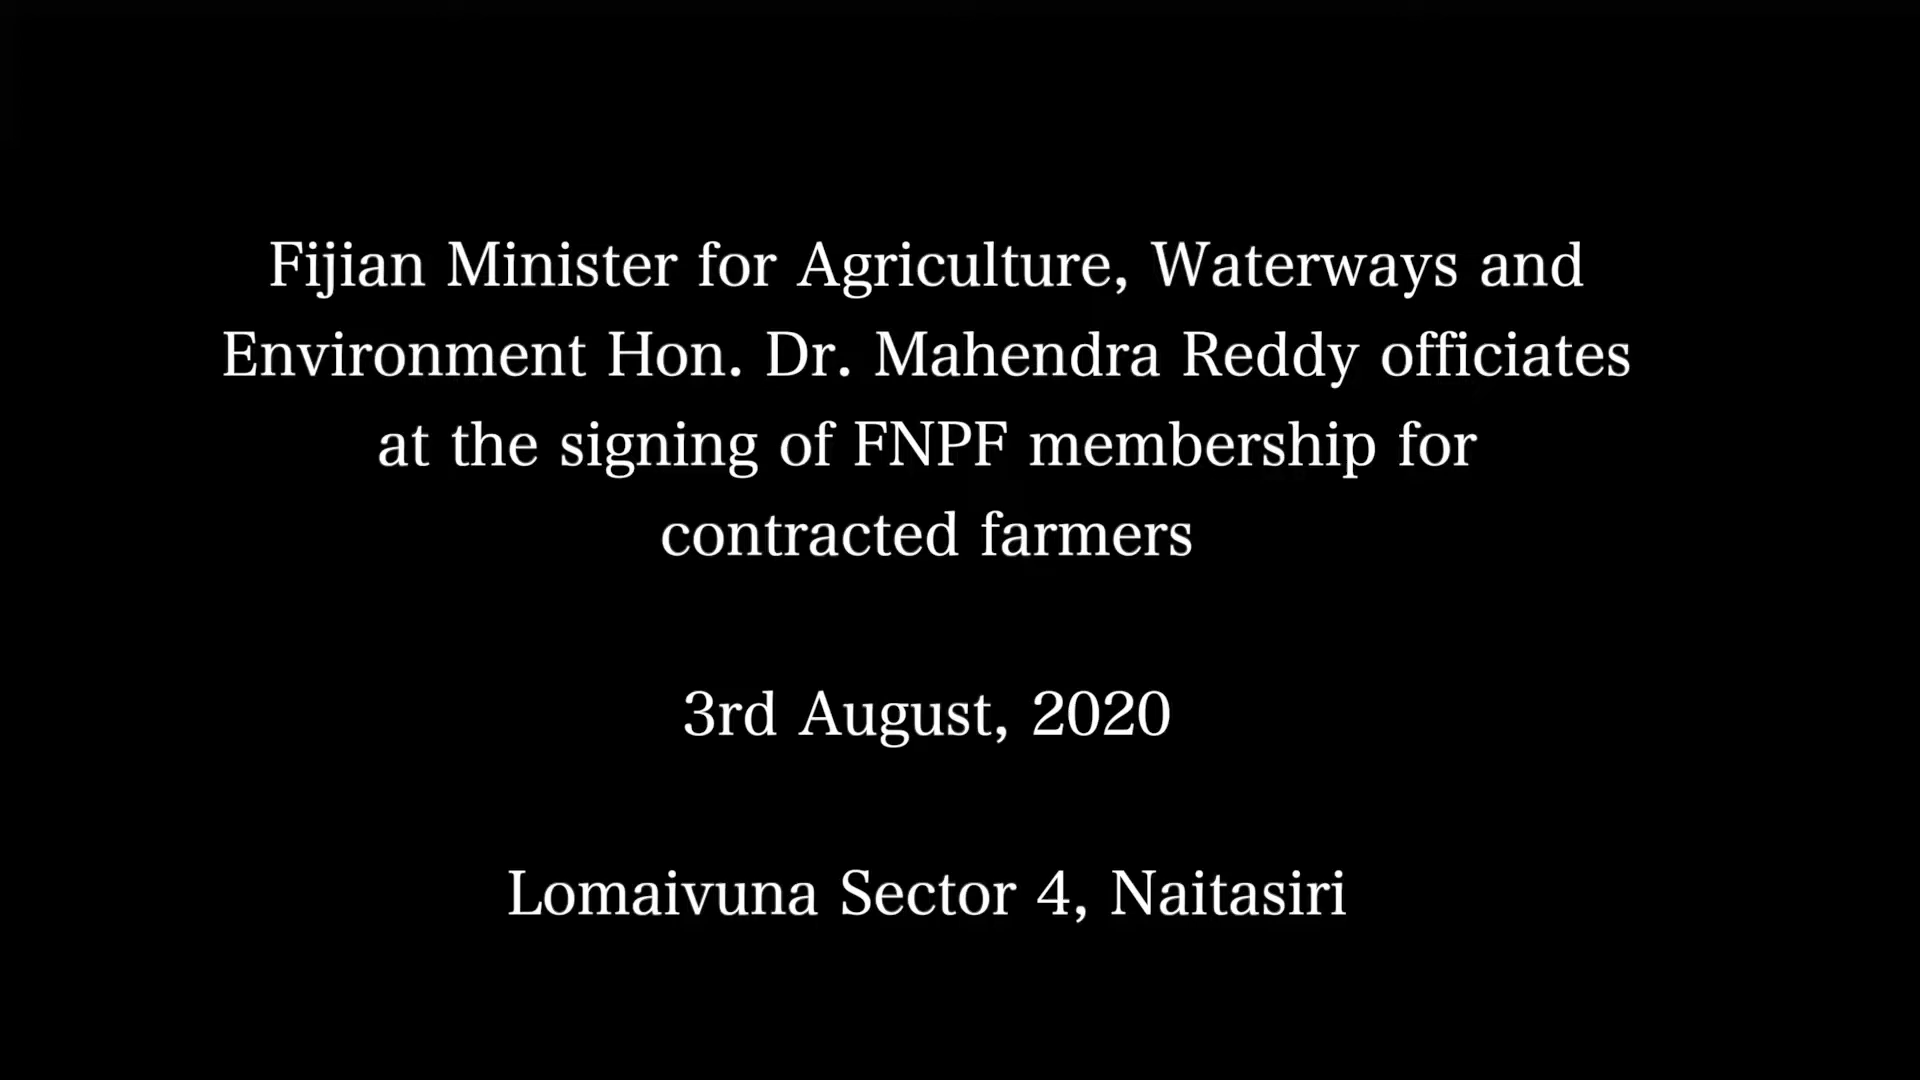 Fijian Minister for Agriculture, Waterways and
Environment Hon. Dr. Mahendra Reddy officiates
at the signing of FNPF membership for
contracted farmers
3rd August, 2020
Lomaivuna Sector 4, Naitasiri